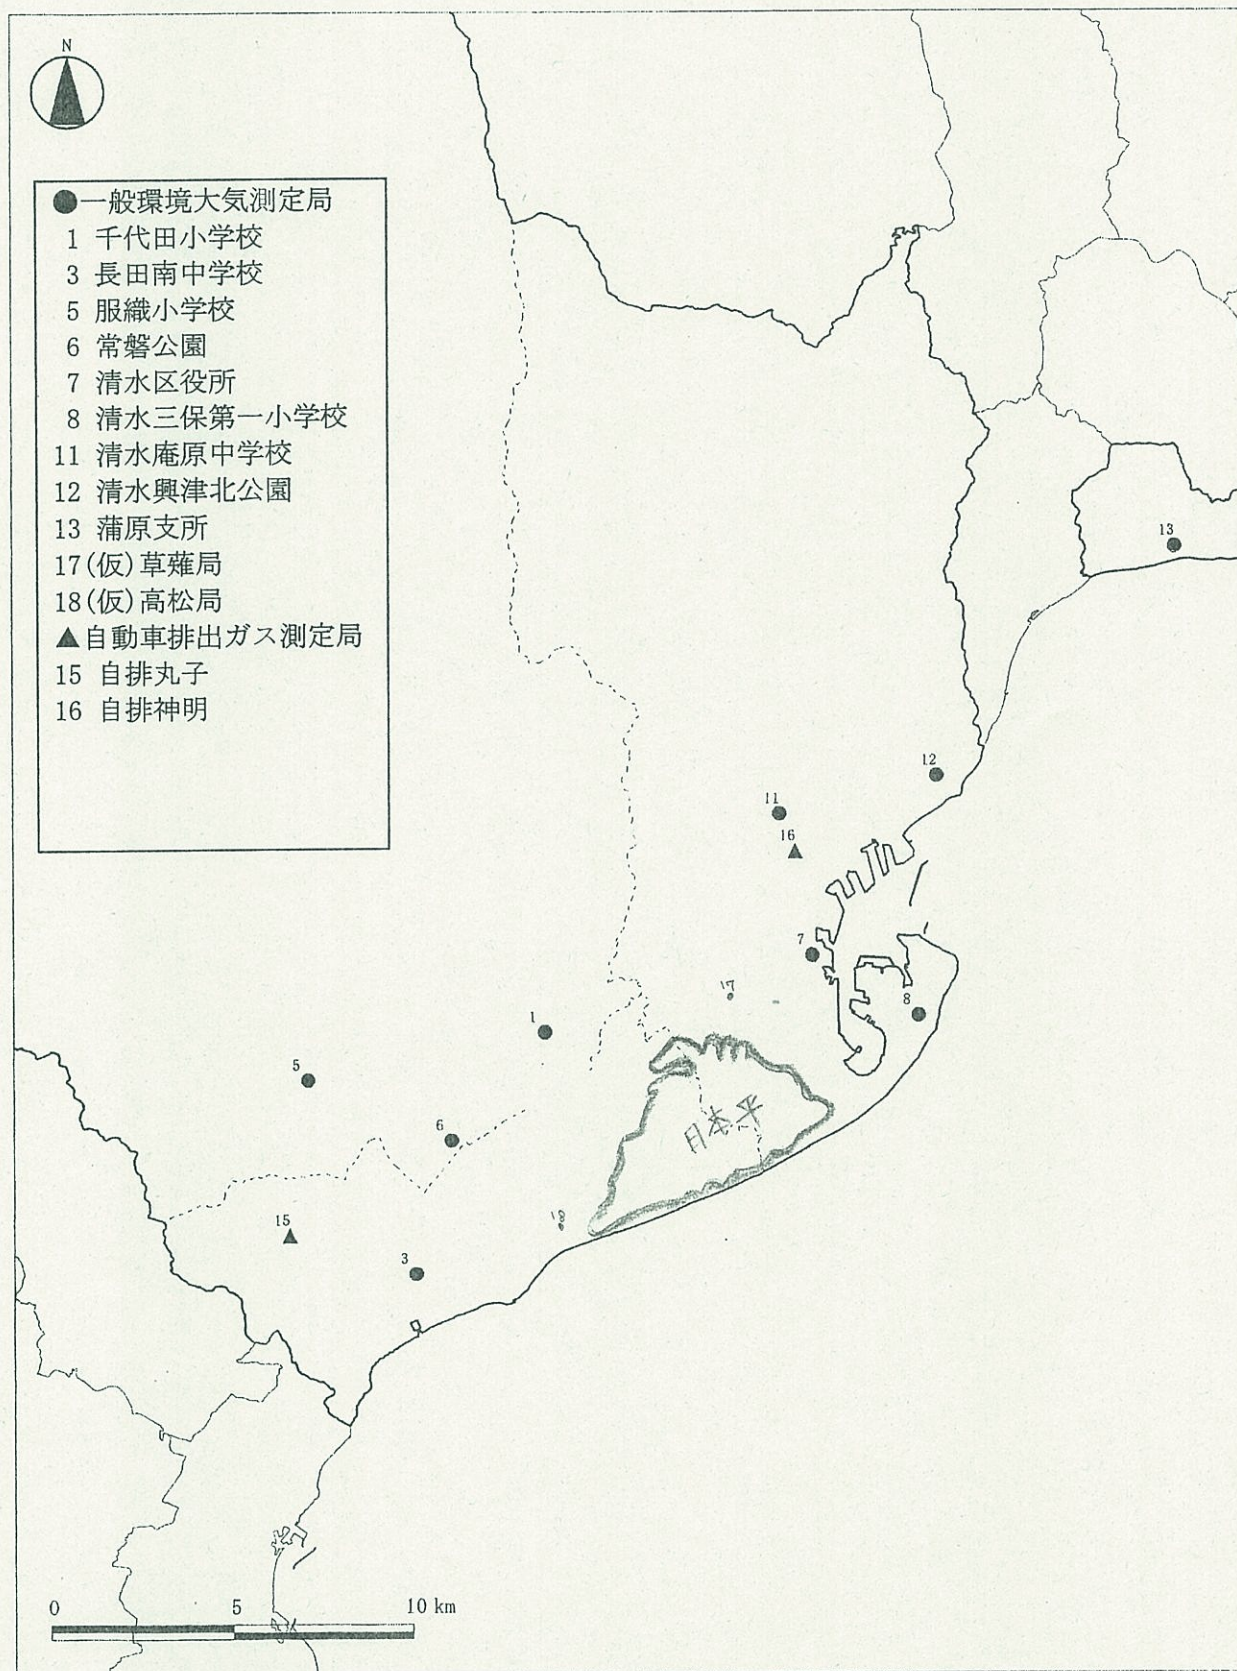 N
●一般環境大気測定局
1 千代田小学校
3 長田南中学校
5 服織小学校
6 常磐公園
7 清水区役所
8 清水三保第一小学校
11 清水庵原中学校
12 清水興津北公園
13 蒲原支所
17(仮)草薙局
18(仮)高松局
▲自動車排出ガス測定局
15 自排丸子
16 自排神明
13
12
11
16
7
17
8
1
5
日本平
6
18
15
3
0 5 10 km